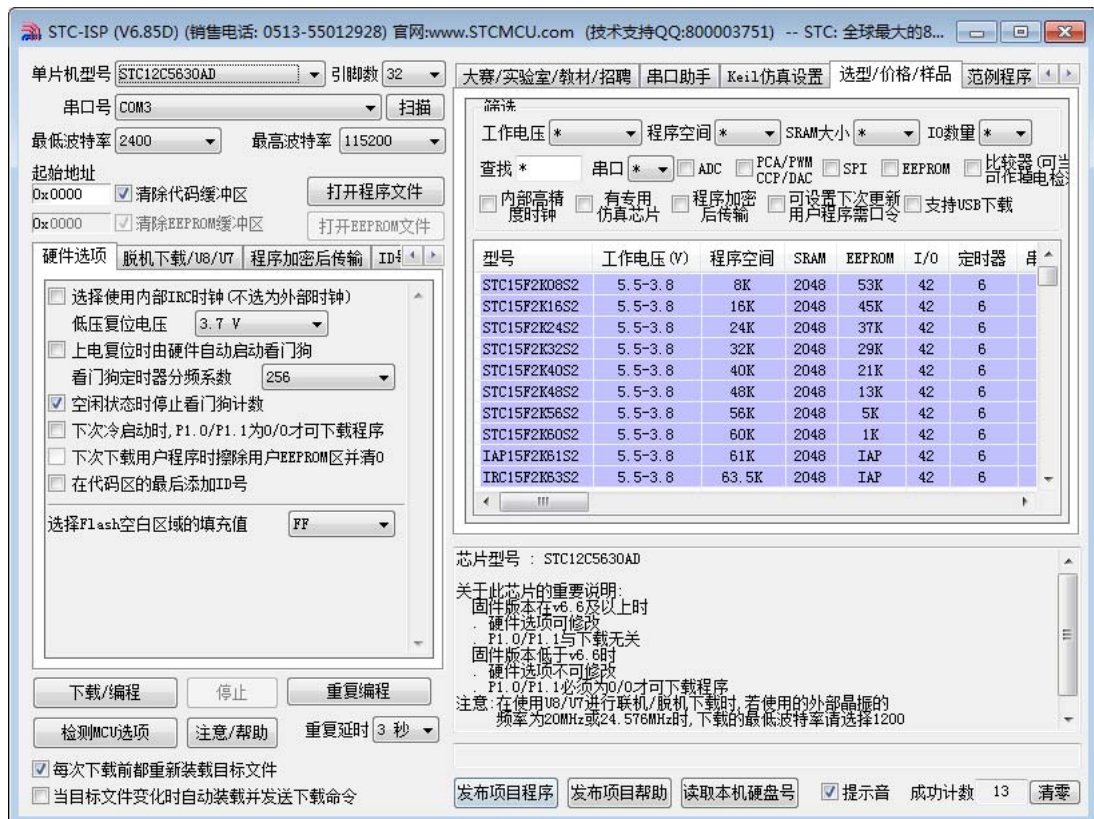 STC-ISP (V6.85D) (销售电话: 0513-55012928) 官网:www.STCMCU.com (技术支持QQ:800003751) -- STC: 全球最大的8...
单片机型号 STC12C5630AD 引脚数 32
串口号 COM3 扫描
最低波特率 2400 最高波特率 115200
起始地址
0x0000 清除代码缓冲区 打开程序文件
0x0000 清除EEPROM缓冲区 打开EEPROM文件
硬件选项 脱机下载/U8/U7 程序加密后传输
选择使用内部IRC时钟(不选为外部时钟)
低压复位电压 3.7 V
上电复位时由硬件自动启动看门狗
看门狗定时器分频系数 256
空闲状态时停止看门狗计数
下次冷启动时,P1.0/P1.1为0/0才可下载程序
下次下载用户程序时擦除用户EEPROM区并清0
在代码区的最后添加ID号
选择Flash空白区域的填充值 FF
下载/编程 停止 重复编程
检测MCU选项 注意/帮助 重复延时 3 秒
每次下载前都重新装载目标文件
当目标文件变化时自动装载并发送下载命令
大赛/实验室/教材/招聘 串口助手 Keil仿真设置 选型/价格/样品 范例程序
筛选
工作电压 * 程序空间 * SRAM大小 * IO数量 *
查找 * 串口 * ADC PCA/PWM CCP/DAC SPI EEPROM 比较器(可当
内部高精度时钟 有专用仿真芯片 程序加密后传输 可设置下次更新用户程序需口令 支持USB下载
型号 工作电压(V) 程序空间 SRAM EEPROM I/O 定时器
STC15F2K08S2 5.5-3.8 8K 2048 53K 42 6
STC15F2K16S2 5.5-3.8 16K 2048 45K 42 6
STC15F2K24S2 5.5-3.8 24K 2048 37K 42 6
STC15F2K32S2 5.5-3.8 32K 2048 29K 42 6
STC15F2K40S2 5.5-3.8 40K 2048 21K 42 6
STC15F2K48S2 5.5-3.8 48K 2048 13K 42 6
STC15F2K56S2 5.5-3.8 56K 2048 5K 42 6
STC15F2K60S2 5.5-3.8 60K 2048 1K 42 6
IAP15F2K61S2 5.5-3.8 61K 2048 IAP 42 6
IRC15F2K63S2 5.5-3.8 63.5K 2048 IAP 42 6
芯片型号 : STC12C5630AD
关于此芯片的重要说明:
固件版本在v6.6及以上时
. 硬件选项可修改
. P1.0/P1.1与下载无关
固件版本低于v6.6时
. 硬件选项不可修改
. P1.0/P1.1必须为0/0才可下载程序
注意:在使用U8/U7进行联机/脱机下载时,若使用的外部晶振的
频率为20MHz或24.576MHz时,下载的最低波特率请选择1200
发布项目程序 发布项目帮助 读取本机硬盘号 提示音 成功计数 13 清零